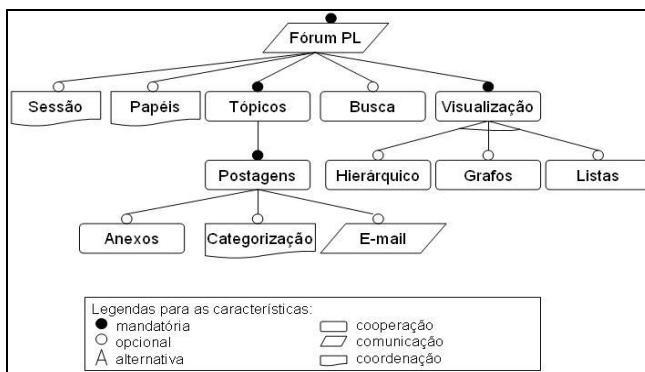 Fórum PL
Sessão Papéis Tópicos Busca Visualização
Postagens Hierárquico Grafos Listas
Anexos Categorização E-mail
Legendas para as características:
mandatória cooperação
opcional comunicação
alternativa coordenação